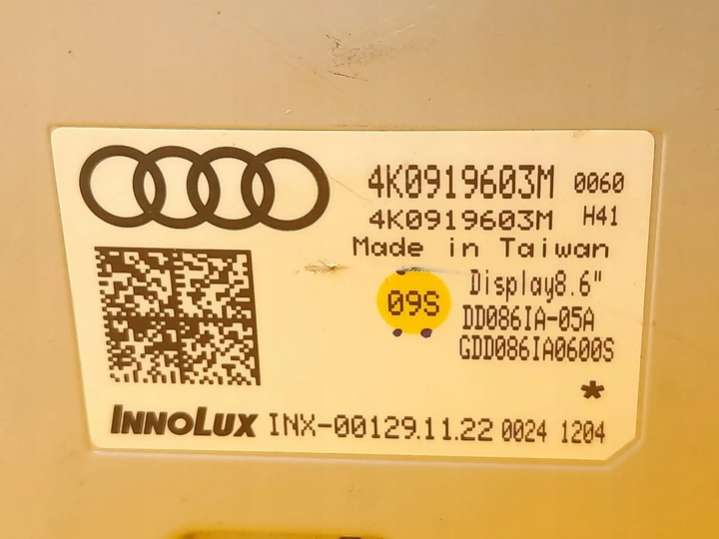 4K0919603M 0060
4K0919603M H41
Made in Taiwan
09S
Display8.6"
DD086IA-05A
GDD086IA0600S
*
INNOLUX INX-00129.11.22 0024 1204